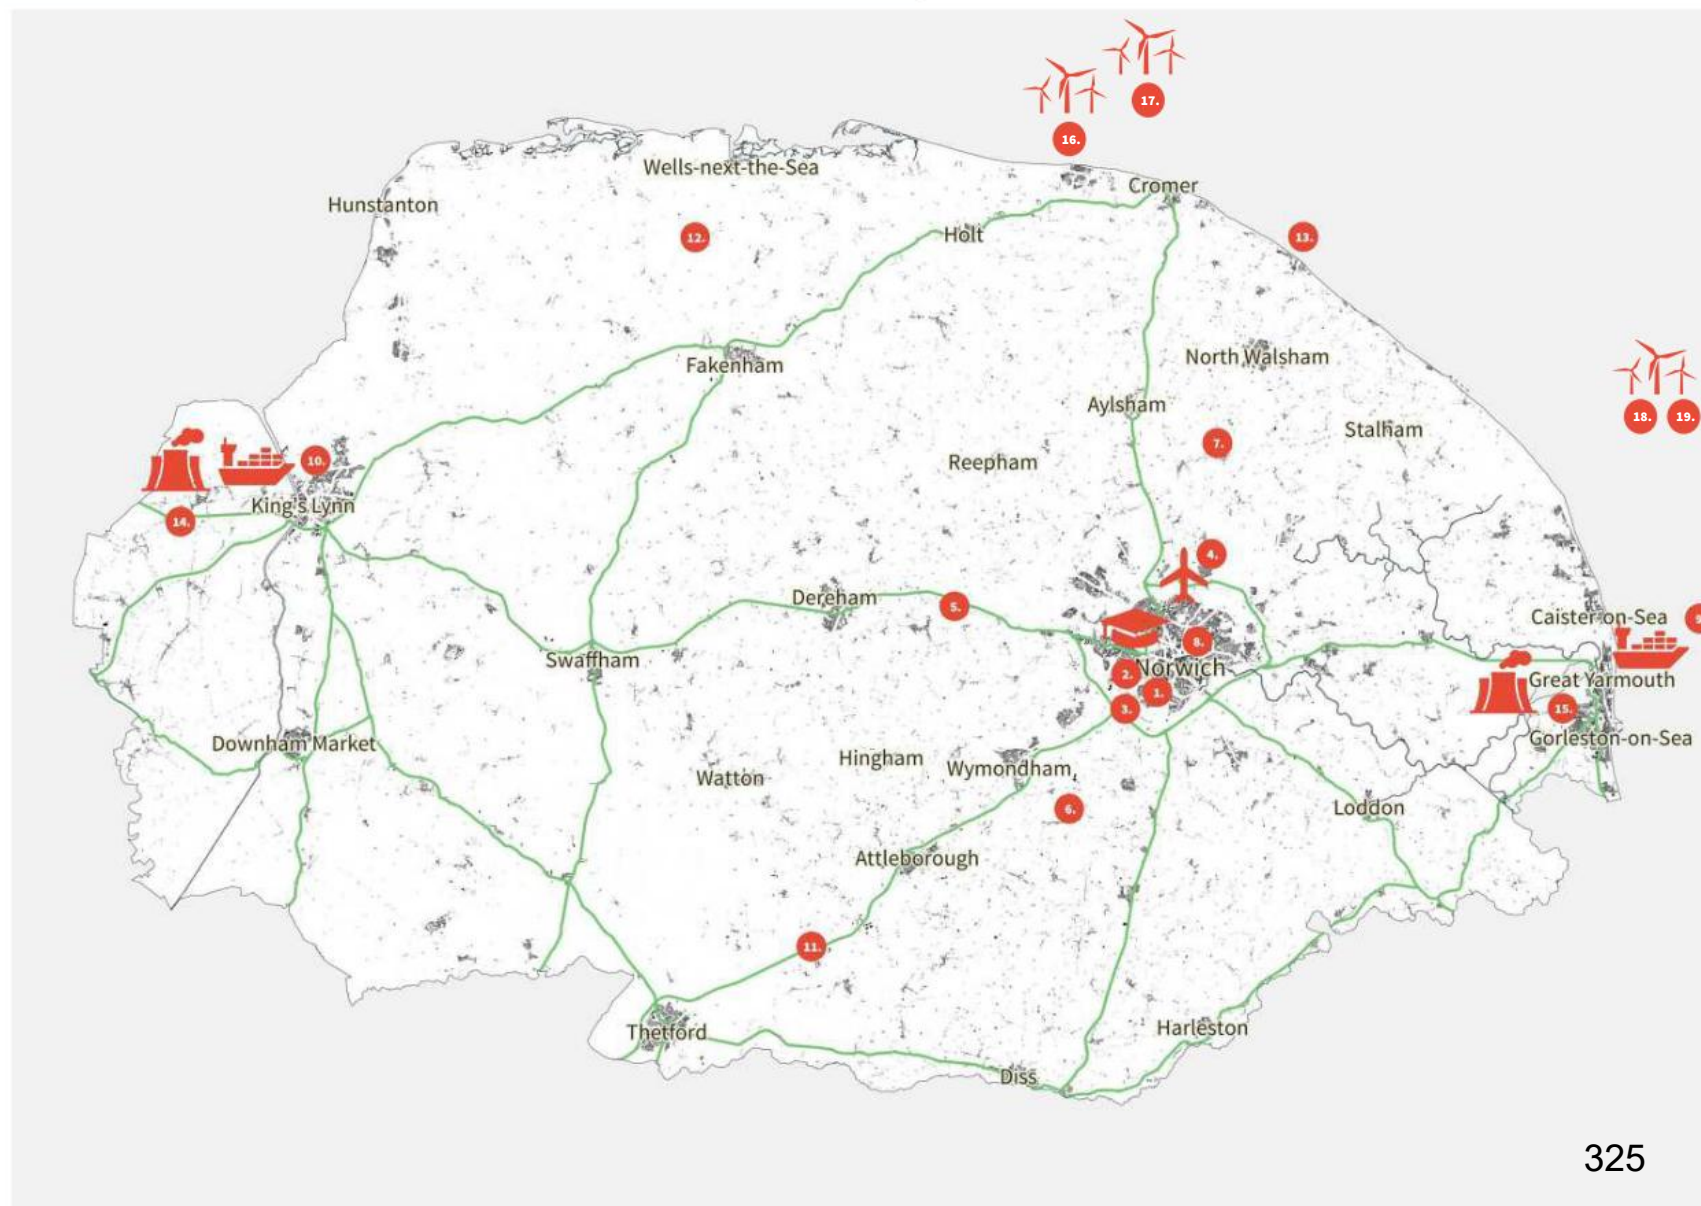 17.
16.
Wells-next-the-Sea
Cromer
Hunstanton
12.
Holt
13.
North Walsham
Fakenham
Aylsham
18.
19.
Stalham
7.
10.
Reepham
King's Lynn
14.
4.
Dereham
5.
Caister-on-Sea
9
8.
Swaffham
Norwich
2.
Great Yarmouth
1.
3.
15.
Downham Market
Gorleston-on-Sea
Hingham
Wymondham,
Watton
6.
Loddon
Attleborough
11.
Harleston
Thetford
Diss
325